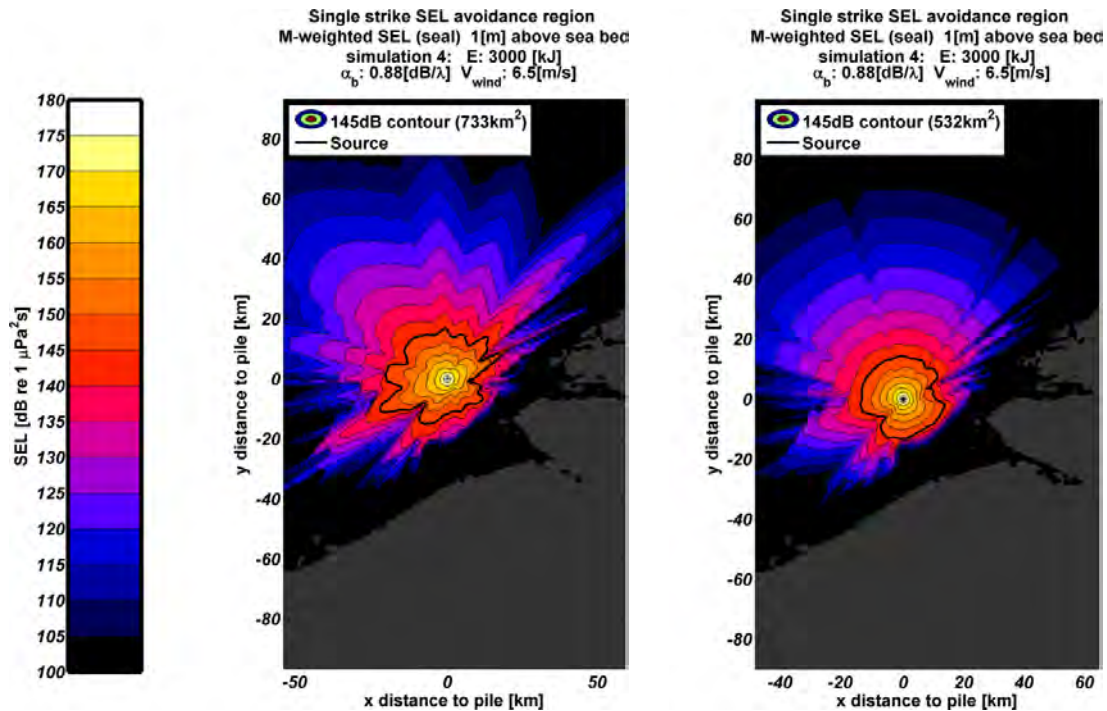 Single strike SEL avoidance region
M-weighted SEL (seal) 1[m] above sea bed
simulation 4: E: 3000 [kJ]
α_b: 0.88[dB/λ] V_wind: 6.5[m/s]
Single strike SEL avoidance region
M-weighted SEL (seal) 1[m] above sea bed
simulation 4: E: 3000 [kJ]
α_b: 0.88[dB/λ] V_wind: 6.5[m/s]
SEL [dB re 1 μPa²s]
180
175
170
165
160
155
150
145
140
135
130
125
120
115
110
105
100
145dB contour (733km²)
Source
y distance to pile [km]
80
60
40
20
0
-20
-40
-60
-80
-50 0 50
x distance to pile [km]
145dB contour (532km²)
Source
y distance to pile [km]
80
60
40
20
0
-20
-40
-60
-80
-40 -20 0 20 40 60
x distance to pile [km]